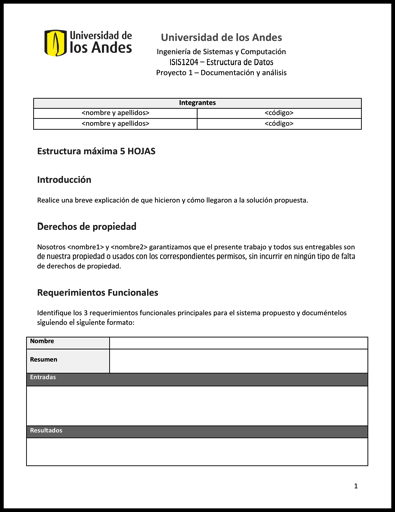 Universidad de
los Andes
Universidad de los Andes
Ingeniería de Sistemas y Computación
ISIS1204 – Estructura de Datos
Proyecto 1 – Documentación y análisis
Integrantes
<nombre y apellidos> <código>
<nombre y apellidos> <código>
Estructura máxima 5 HOJAS
Introducción
Realice una breve explicación de que hicieron y cómo llegaron a la solución propuesta.
Derechos de propiedad
Nosotros <nombre1> y <nombre2> garantizamos que el presente trabajo y todos sus entregables son
de nuestra propiedad o usados con los correspondientes permisos, sin incurrir en ningún tipo de falta
de derechos de propiedad.
Requerimientos Funcionales
Identifique los 3 requerimientos funcionales principales para el sistema propuesto y documéntelos
siguiendo el siguiente formato:
Nombre
Resumen
Entradas
Resultados
1